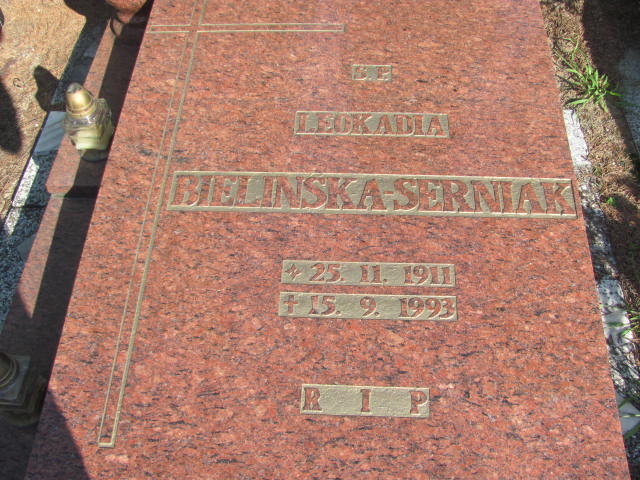 Ś P
LEOKADIA
BIELIŃSKA-SERNIAK
✧ 25. 11. 1911
✝ 15. 9. 1993
R I P